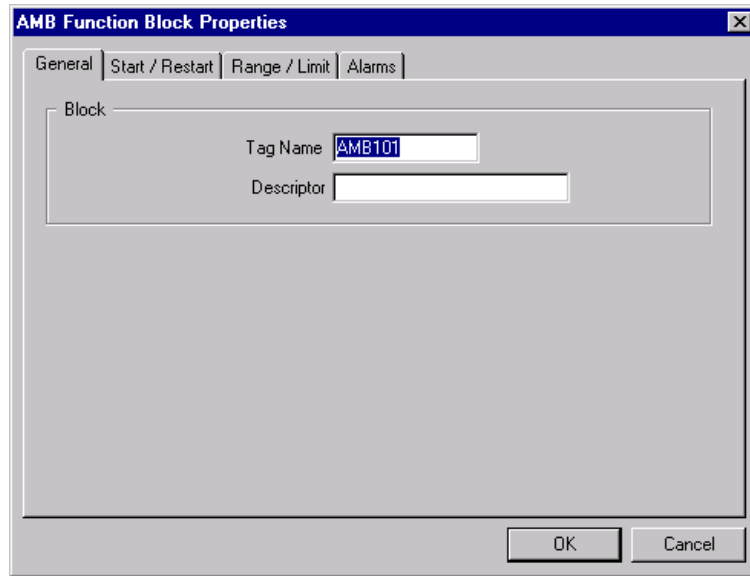 AMB Function Block Properties
General Start / Restart Range / Limit Alarms
Block
Tag Name AMB101
Descriptor
OK Cancel